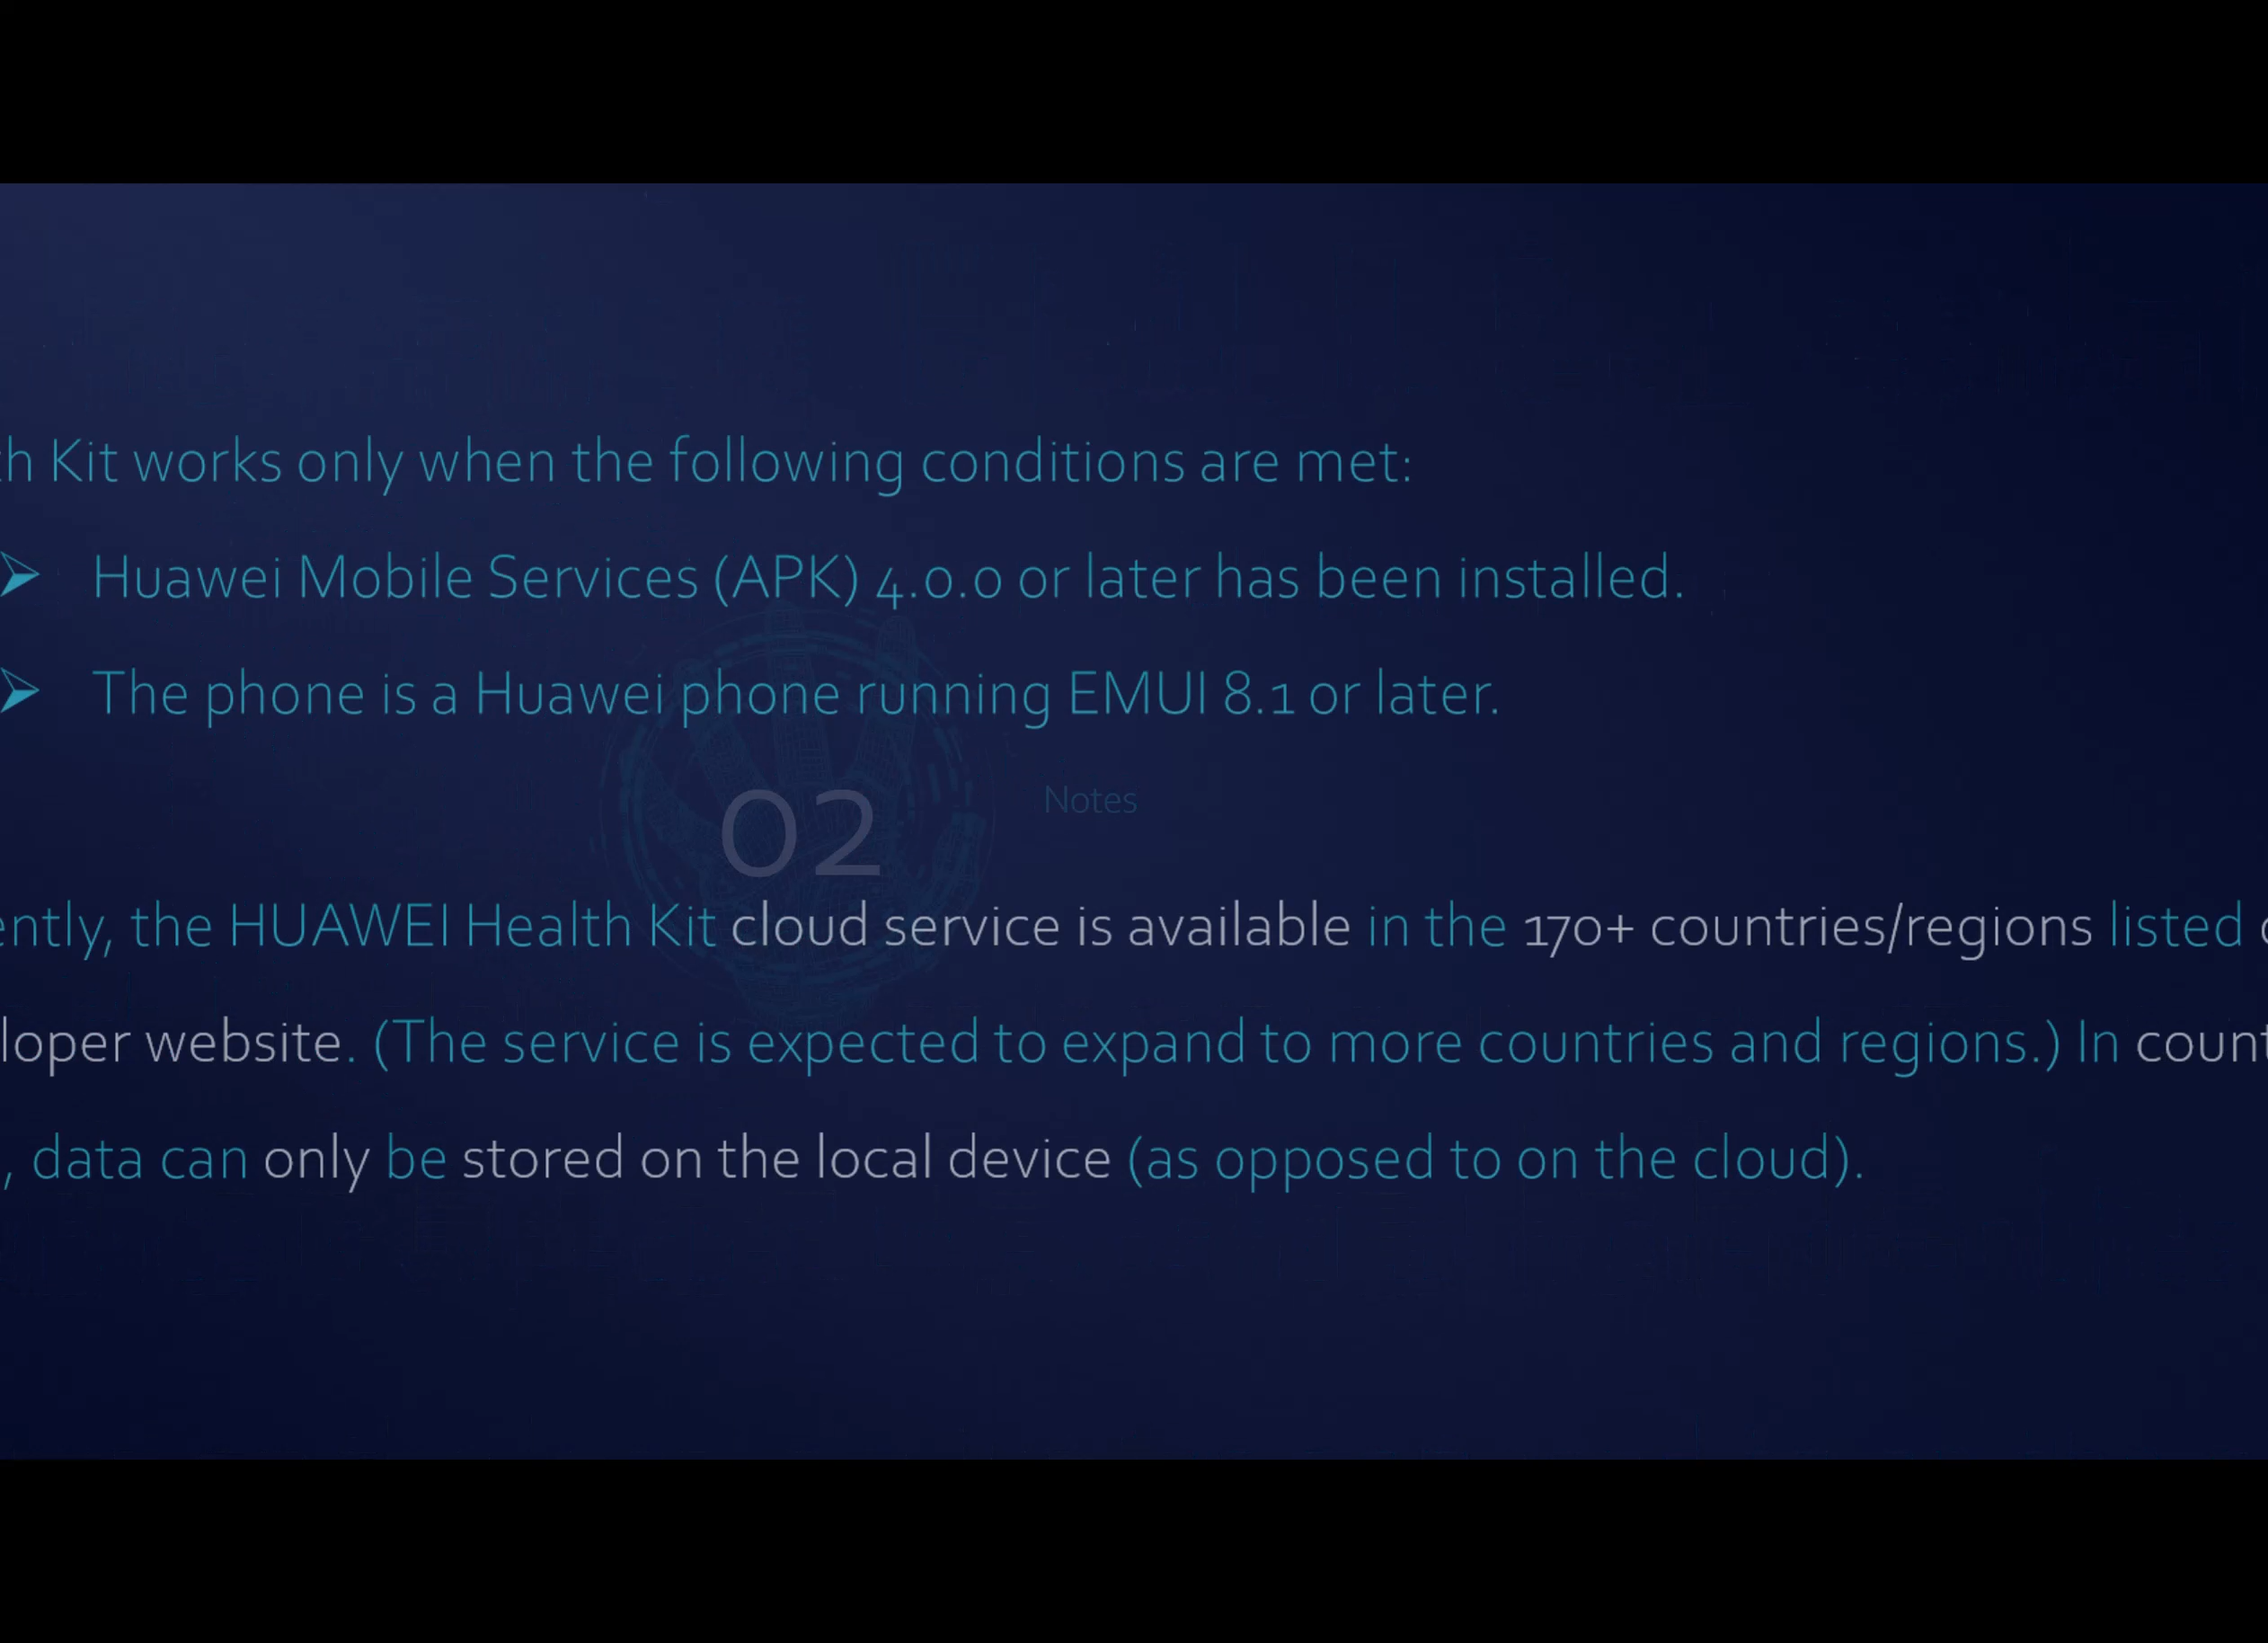 Kit works only when the following conditions are met:
➢ Huawei Mobile Services (APK) 4.0.0 or later has been installed.
➢ The phone is a Huawei phone running EMUI 8.1 or later.
02 Notes
the HUAWEI Health Kit cloud service is available in the 170+ countries/regions listed
website. (The service is expected to expand to more countries and regions.) In
, data can only be stored on the local device (as opposed to on the cloud).